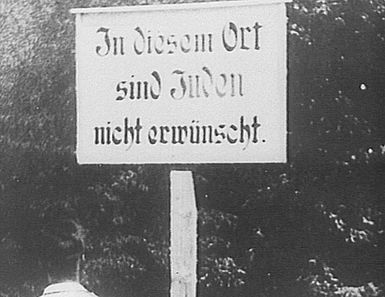 In diesem Ort
sind Juden
nicht erwünscht.